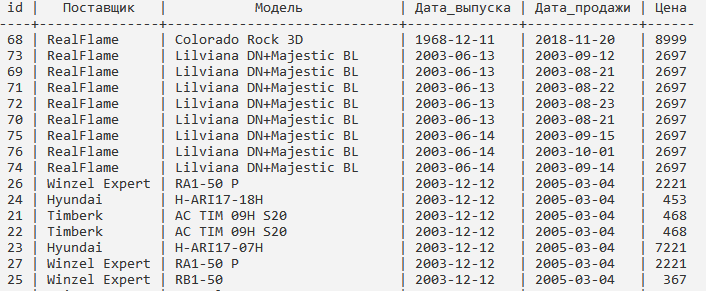 id | Поставщик | Модель | Дата_выпуска | Дата_продажи | Цена
----+---------------+------------------------------+--------------+--------------+------
68 | RealFlame | Colorado Rock 3D | 1968-12-11 | 2018-11-20 | 8999
73 | RealFlame | Lilviana DN+Majestic BL | 2003-06-13 | 2003-09-12 | 2697
69 | RealFlame | Lilviana DN+Majestic BL | 2003-06-13 | 2003-08-21 | 2697
71 | RealFlame | Lilviana DN+Majestic BL | 2003-06-13 | 2003-08-22 | 2697
72 | RealFlame | Lilviana DN+Majestic BL | 2003-06-13 | 2003-08-23 | 2697
70 | RealFlame | Lilviana DN+Majestic BL | 2003-06-13 | 2003-08-21 | 2697
75 | RealFlame | Lilviana DN+Majestic BL | 2003-06-14 | 2003-09-15 | 2697
76 | RealFlame | Lilviana DN+Majestic BL | 2003-06-14 | 2003-10-01 | 2697
74 | RealFlame | Lilviana DN+Majestic BL | 2003-06-14 | 2003-09-14 | 2697
26 | Winzel Expert | RA1-50 P | 2003-12-12 | 2005-03-04 | 2221
24 | Hyundai | H-ARI17-18H | 2003-12-12 | 2005-03-04 | 453
21 | Timberk | AC TIM 09H S20 | 2003-12-12 | 2005-03-04 | 468
22 | Timberk | AC TIM 09H S20 | 2003-12-12 | 2005-03-04 | 468
23 | Hyundai | H-ARI17-07H | 2003-12-12 | 2005-03-04 | 7221
27 | Winzel Expert | RA1-50 P | 2003-12-12 | 2005-03-04 | 2221
25 | Winzel Expert | RB1-50 | 2003-12-12 | 2005-03-04 | 367